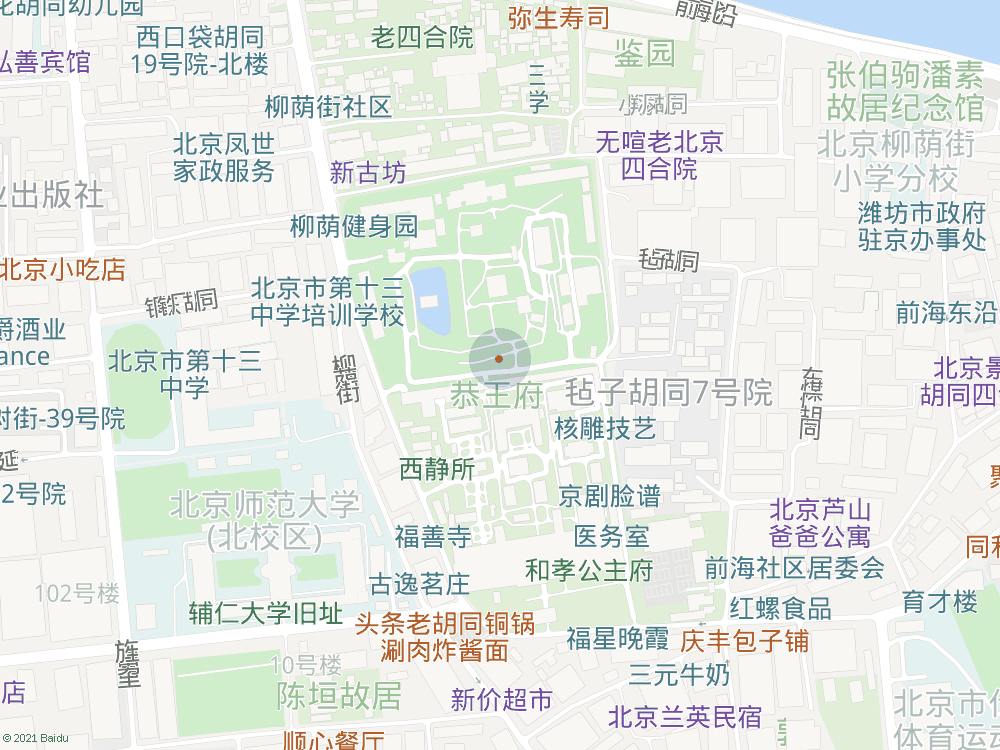 花胡同幼儿园
弥生寿司
前海沿
西口袋胡同
19号院-北楼
老四合院
鉴园
弘善宾馆
三学
张伯驹潘素
故居纪念馆
柳荫街社区
小凤翔胡同
北京凤世
家政服务
无喧老北京
四合院
北京柳荫街
小学分校
新古坊
业出版社
柳荫健身园
潍坊市政府
驻京办事处
毡子胡同
北京小吃店
北京市第十三
中学培训学校
前海东沿
爵酒业
ance
柳荫街
北京市第十三
中学
北京景
胡同四合
恭王府
毡子胡同7号院
东煤胡同
树街-39号院
核雕技艺
延
西静所
2号院
京剧脸谱
北京师范大学
(北校区)
北京芦山
爸爸公寓
福善寺
医务室
同和
和孝公主府
前海社区居委会
古逸茗庄
102号楼
辅仁大学旧址
红螺食品
育才楼
头条老胡同铜锅
涮肉炸酱面
福星晚霞
庆丰包子铺
10号楼
三元牛奶
店
陈垣故居
新价超市
北京兰英民宿
北京市什
体育运动
顺心餐厅
© 2021 Baidu